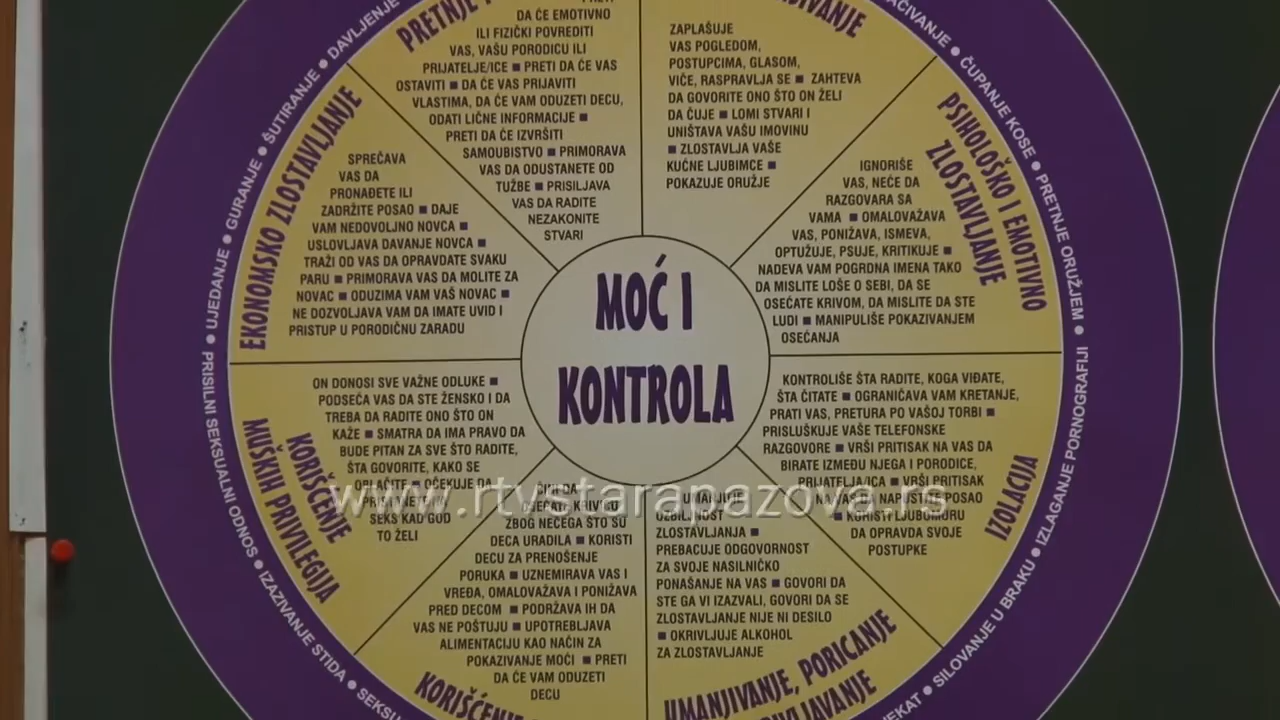 MOĆ I
KONTROLA
PRETNJE
DA ĆE EMOTIVNO
ILI FIZIČKI POVREDITI
VAS, VAŠU PORODICU ILI
PRIJATELJE/ICE ■ PRETI DA ĆE VAS
OSTAVITI ■ DA ĆE VAS PRIJAVITI
VLASTIMA, DA ĆE VAM ODUZETI DECU,
ODATI LIČNE INFORMACIJE ■
PRETI DA ĆE IZVRŠITI
SAMOUBISTVO ■ PRIMORAVA
VAS DA ODUSTANETE OD
TUŽBE ■ PRISILJAVA
VAS DA RADITE
NEZAKONITE
STVARI
ZAPLAŠUJE
VAS POGLEDOM,
POSTUPCIMA, GLASOM,
VIČE, RASPRAVLJA SE ■ ZAHTEVA
DA GOVORITE ONO ŠTO ON ŽELI
DA ČUJE ■ LOMI STVARI I
UNIŠTAVA VAŠU IMOVINU
■ ZLOSTAVLJA VAŠE
KUĆNE LJUBIMCE ■
POKAZUJE ORUŽJE
PSIHOLOŠKO I EMOTIVNO
ZLOSTAVLJANJE
IGNORIŠE
VAS, NEĆE DA
RAZGOVARA SA
VAMA ■ OMALOVAŽAVA
VAS, PONIŽAVA, ISMEVA,
OPTUŽUJE, PSUJE, KRITIKUJE ■
NADEVA VAM POGRDNA IMENA TAKO
DA MISLITE LOŠE O SEBI, DA SE
OSEĆATE KRIVOM, DA MISLITE DA STE
LUDI ■ MANIPULIŠE POKAZIVANJEM
OSEĆANJA
IZOLACIJA
KONTROLIŠE ŠTA RADITE, KOGA VIĐATE,
ŠTA ČITATE ■ OGRANIČAVA VAM KRETANJE,
PRATI VAS, PRETURA PO VAŠOJ TORBI ■
PRISLUŠKUJE VAŠE TELEFONSKE
RAZGOVORE ■ VRŠI PRITISAK NA VAS DA
BIRATE IZMEĐU NJEGA I PORODICE,
PRIJATELJA/ICA ■ VRŠI PRITISAK
NA VAS DA NAPUSTITE POSAO
■ KORISTI LJUBOMORU
DA OPRAVDA SVOJE
POSTUPKE
UMANJUJE
OZBILJNOST
ZLOSTAVLJANJA ■
PREBACUJE ODGOVORNOST
ZA SVOJE NASILNIČKO
PONAŠANJE NA VAS ■ GOVORI DA
STE GA VI IZAZVALI, GOVORI DA SE
ZLOSTAVLJANJE NIJE NI DESILO
■ OKRIVLJUJE ALKOHOL
ZA ZLOSTAVLJANJE
UMANJIVANJE, PORICANJE
OSEĆATE KRIVOM
ZBOG NEČEGA ŠTO SU
DECA URADILA ■ KORISTI
DECU ZA PRENOŠENJE
PORUKA ■ UZNEMIRAVA VAS I
VREĐA, OMALOVAŽAVA I PONIŽAVA
PRED DECOM ■ PODRŽAVA IH DA
VAS NE POŠTUJU ■ UPOTREBLJAVA
ALIMENTACIJU KAO NAČIN ZA
POKAZIVANJE MOĆI ■ PRETI
DA ĆE VAM ODUZETI
DECU
KORIŠĆENJE
KORIŠĆENJE
MUŠKIH PRIVILEGIJA
ON DONOSI SVE VAŽNE ODLUKE ■
PODSEĆA VAS DA STE ŽENSKO I DA
TREBA DA RADITE ONO ŠTO ON
KAŽE ■ SMATRA DA IMA PRAVO DA
BUDE PITAN ZA SVE ŠTO RADITE,
ŠTA GOVORITE, KAKO SE
OBLAČITE ■ OČEKUJE DA
SEKS KAD GOD
TO ŽELI
EKONOMSKO ZLOSTAVLJANJE
SPREČAVA
VAS DA
PRONAĐETE ILI
ZADRŽITE POSAO ■ DAJE
VAM NEDOVOLJNO NOVCA ■
USLOVLJAVA DAVANJE NOVCA ■
TRAŽI OD VAS DA OPRAVDATE SVAKU
PARU ■ PRIMORAVA VAS DA MOLITE ZA
NOVAC ■ ODUZIMA VAM VAŠ NOVAC ■
NE DOZVOLJAVA VAM DA IMATE UVID I
PRISTUP U PORODIČNU ZARADU
UJEDANJE ● GURANJE ● ŠUTIRANJE ● DAVLJENJE
● ČUPANJE KOSE ● PRETNJE ORUŽJEM ●
IZLAGANJE PORNOGRAFIJI ● SILOVANJE U BRAKU ●
PRISILNI SEKSUALNI ODNOS ● IZAZIVANJE STIDA ●
www.rtvstarapazova.rs